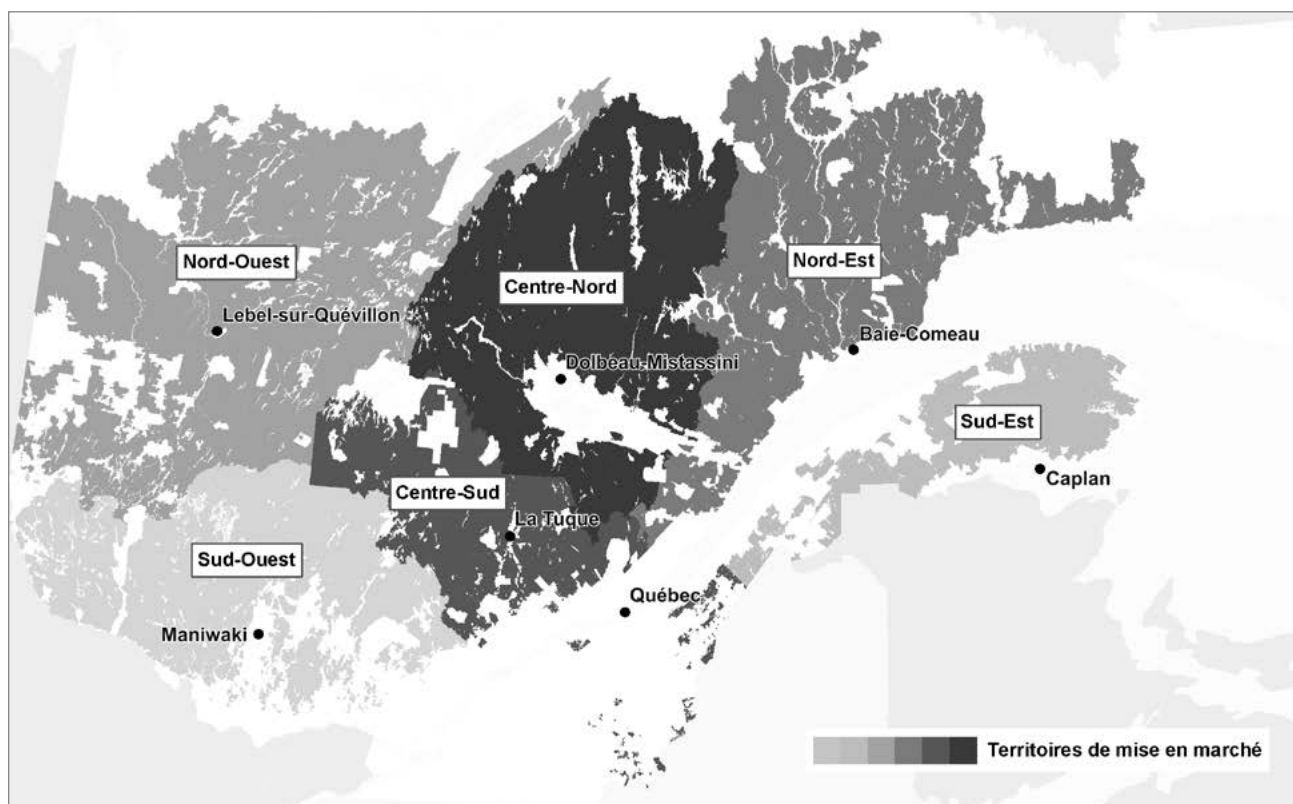 Nord-Ouest
Centre-Nord
Nord-Est
Lebel-sur-Quévillon
Baie-Comeau
Dolbeau-Mistassini
Sud-Est
Caplan
Centre-Sud
La Tuque
Sud-Ouest
Québec
Maniwaki
Territoires de mise en marché